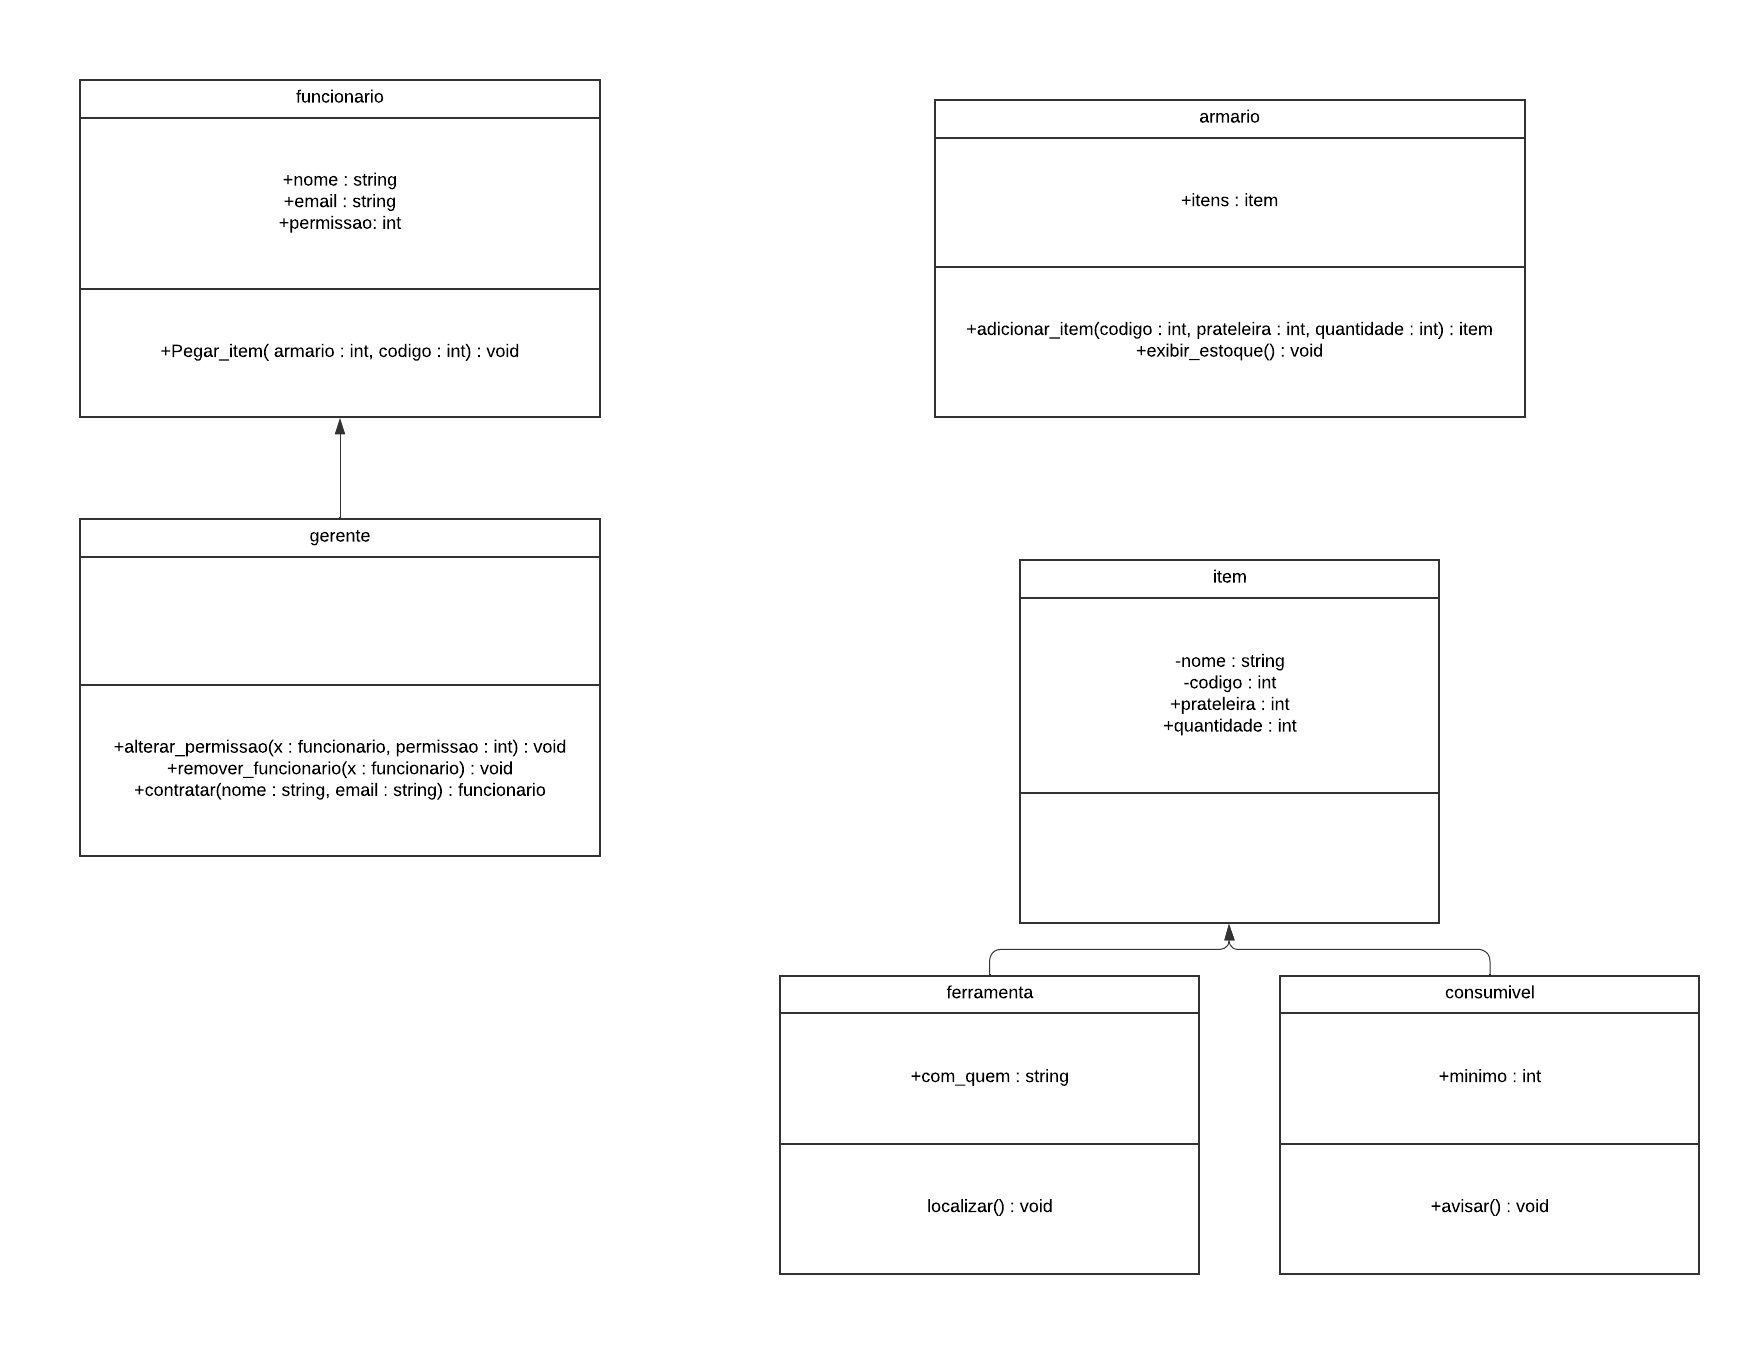 funcionario
+nome : string
+email : string
+permissao: int
+Pegar_item( armario : int, codigo : int) : void
armario
+itens : item
+adicionar_item(codigo : int, prateleira : int, quantidade : int) : item
+exibir_estoque() : void
gerente
+alterar_permissao(x : funcionario, permissao : int) : void
+remover_funcionario(x : funcionario) : void
+contratar(nome : string, email : string) : funcionario
item
-nome : string
-codigo : int
+prateleira : int
+quantidade : int
ferramenta
+com_quem : string
localizar() : void
consumivel
+minimo : int
+avisar() : void